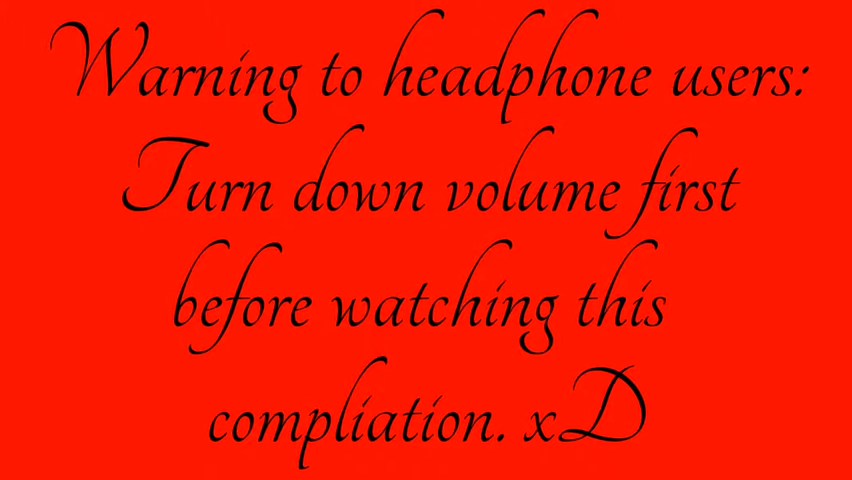 Warning to headphone users:
Turn down volume first
before watching this
compliation. xD